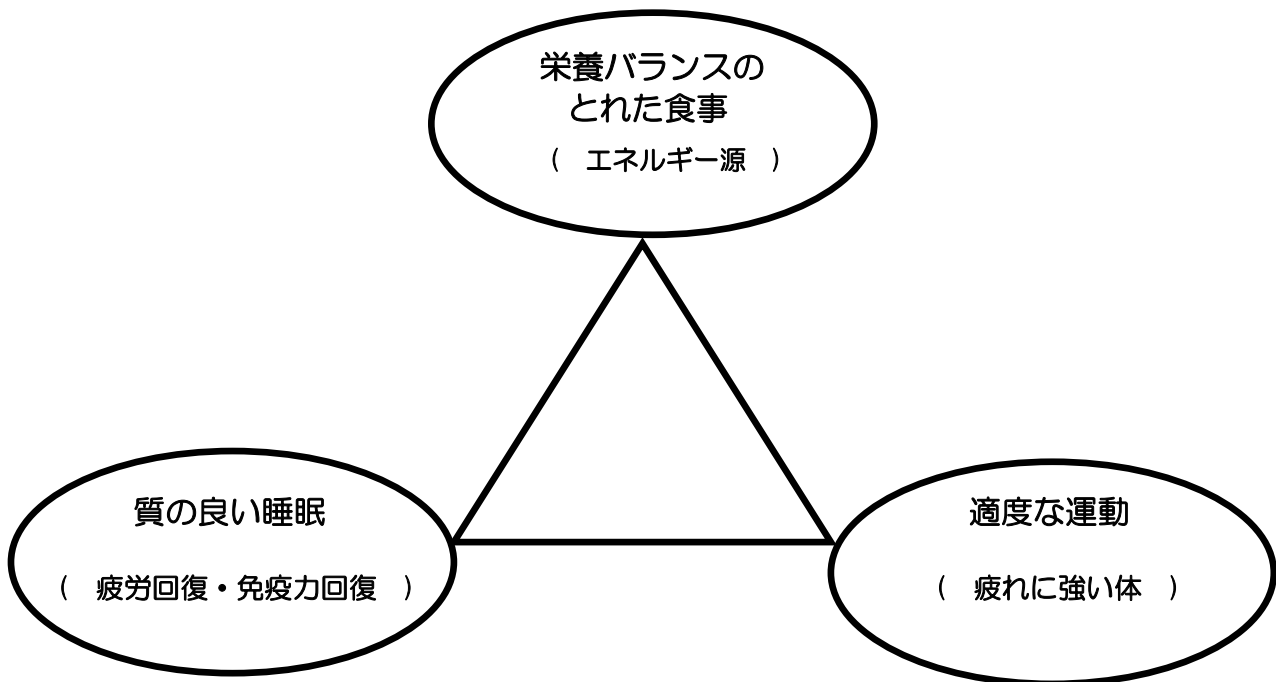 栄養バランスの
とれた食事
（　エネルギー源　）
質の良い睡眠
（　疲労回復・免疫力回復　）
適度な運動
（　疲れに強い体　）